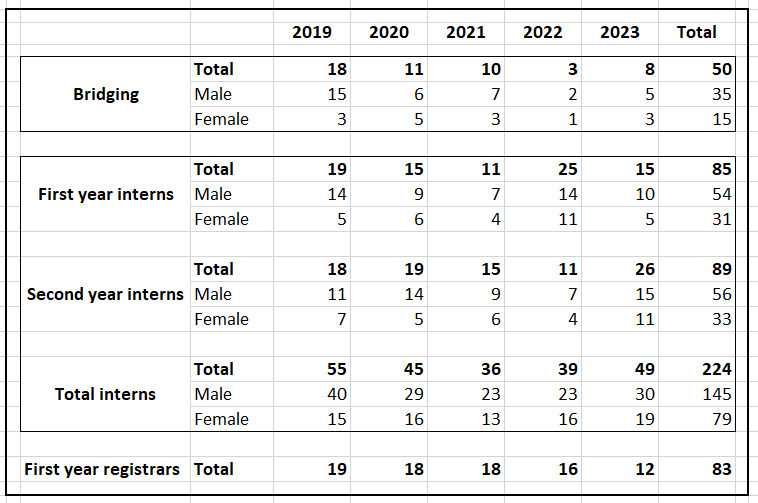 2019 2020 2021 2022 2023 Total
Total 18 11 10 3 8 50
Bridging Male 15 6 7 2 5 35
Female 3 5 3 1 3 15
Total 19 15 11 25 15 85
First year interns Male 14 9 7 14 10 54
Female 5 6 4 11 5 31
Total 18 19 15 11 26 89
Second year interns Male 11 14 9 7 15 56
Female 7 5 6 4 11 33
Total 55 45 36 39 49 224
Total interns Male 40 29 23 23 30 145
Female 15 16 13 16 19 79
First year registrars Total 19 18 18 16 12 83